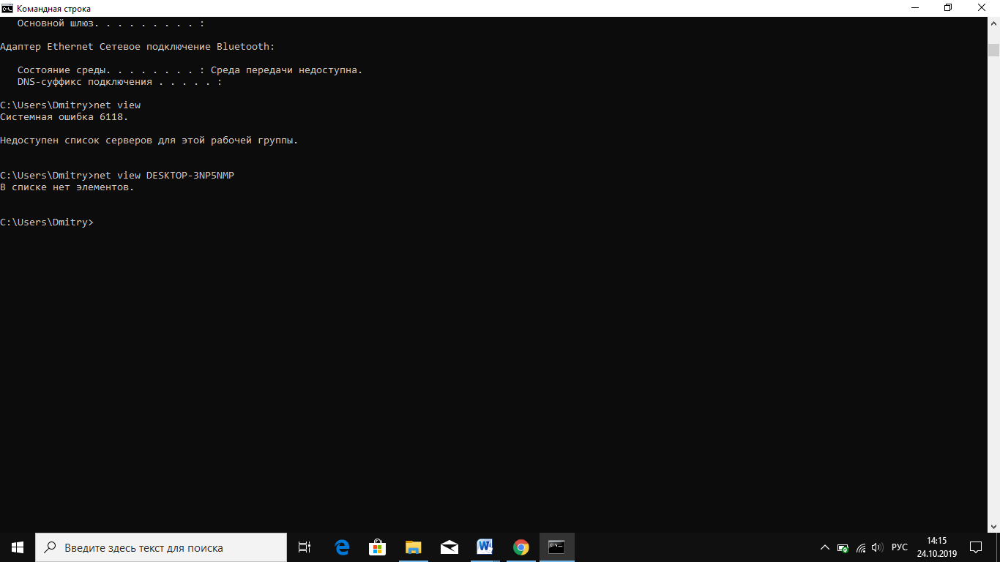 Командная строка
Основной шлюз. . . . . . . . . :
Адаптер Ethernet Сетевое подключение Bluetooth:
Состояние среды. . . . . . . . : Среда передачи недоступна.
DNS-суффикс подключения . . . . . :
C:\Users\Dmitry>net view
Системная ошибка 6118.
Недоступен список серверов для этой рабочей группы.
C:\Users\Dmitry>net view DESKTOP-3NP5NMP
В списке нет элементов.
C:\Users\Dmitry>
Введите здесь текст для поиска
РУС
14:15
24.10.2019